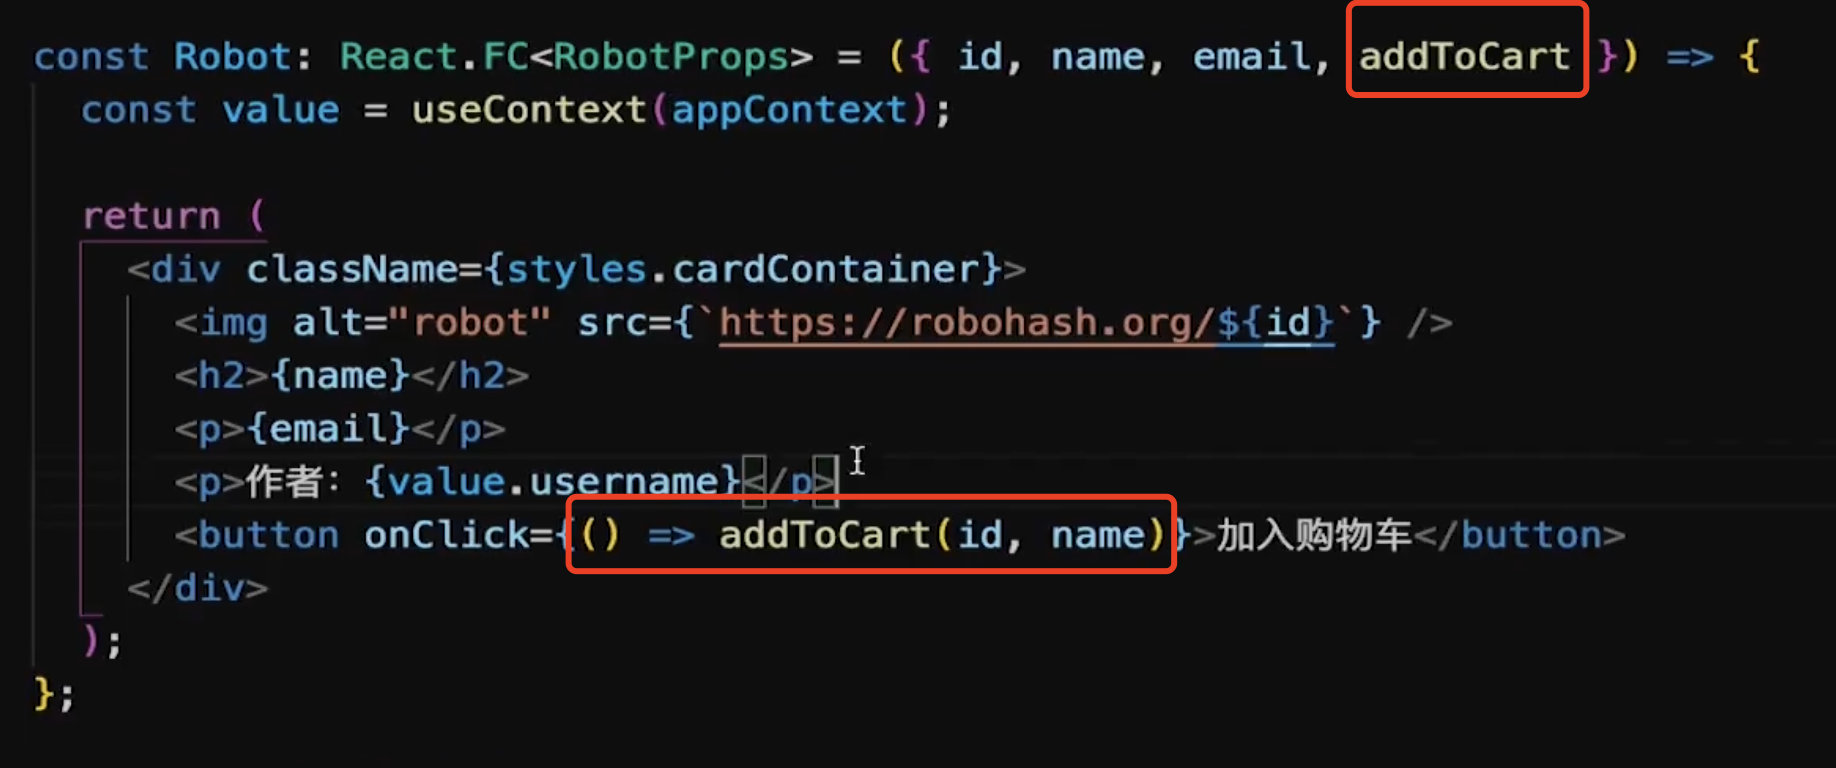 const Robot: React.FC<RobotProps> = ({ id, name, email, addToCart }) => {
const value = useContext(appContext);
return (
<div className={styles.cardContainer}>
<img alt="robot" src={`https://robohash.org/${id}`} />
<h2>{name}</h2>
<p>{email}</p>
<p>作者：{value.username}</p>
<button onClick={() => addToCart(id, name)}>加入购物车</button>
</div>
);
};